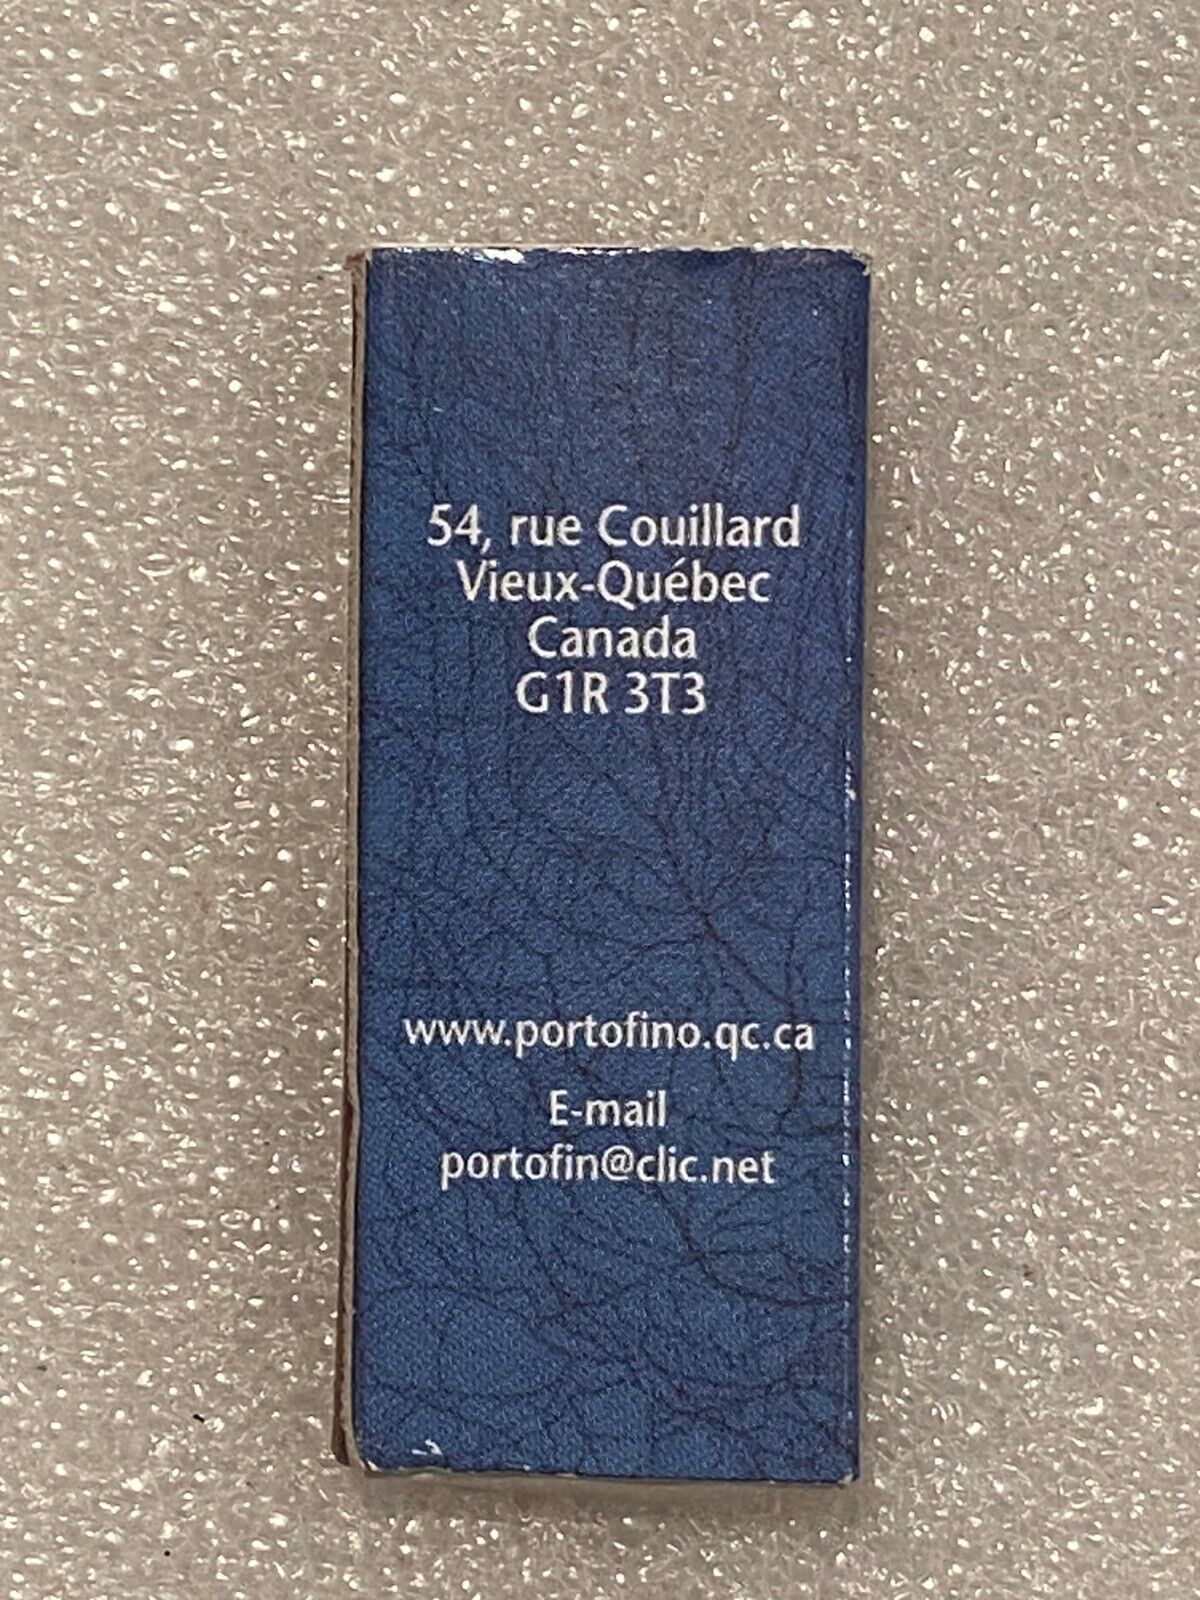 54, rue Couillard
Vieux-Québec
Canada
G1R 3T3
www.portofino.qc.ca
E-mail
portofin@clic.net